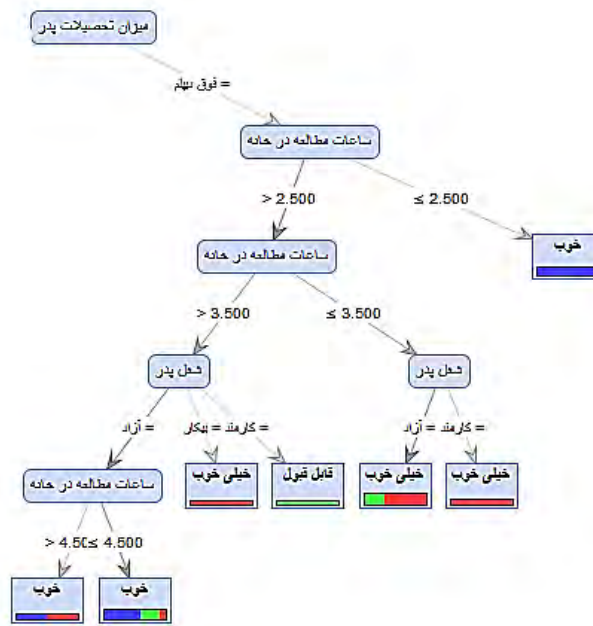 میزان تحصیلات پدر
= فوق دیپلم
ساعات مطالعه در خانه
> 2.500
≤ 2.500
ساعات مطالعه در خانه
خوب
> 3.500
≤ 3.500
شغل پدر
شغل پدر
= آزاد
= بیکار
= کارمند
= آزاد
= کارمند
ساعات مطالعه در خانه
خیلی خوب
قابل قبول
خیلی خوب
خیلی خوب
> 4.50
≤ 4.500
خوب
خوب